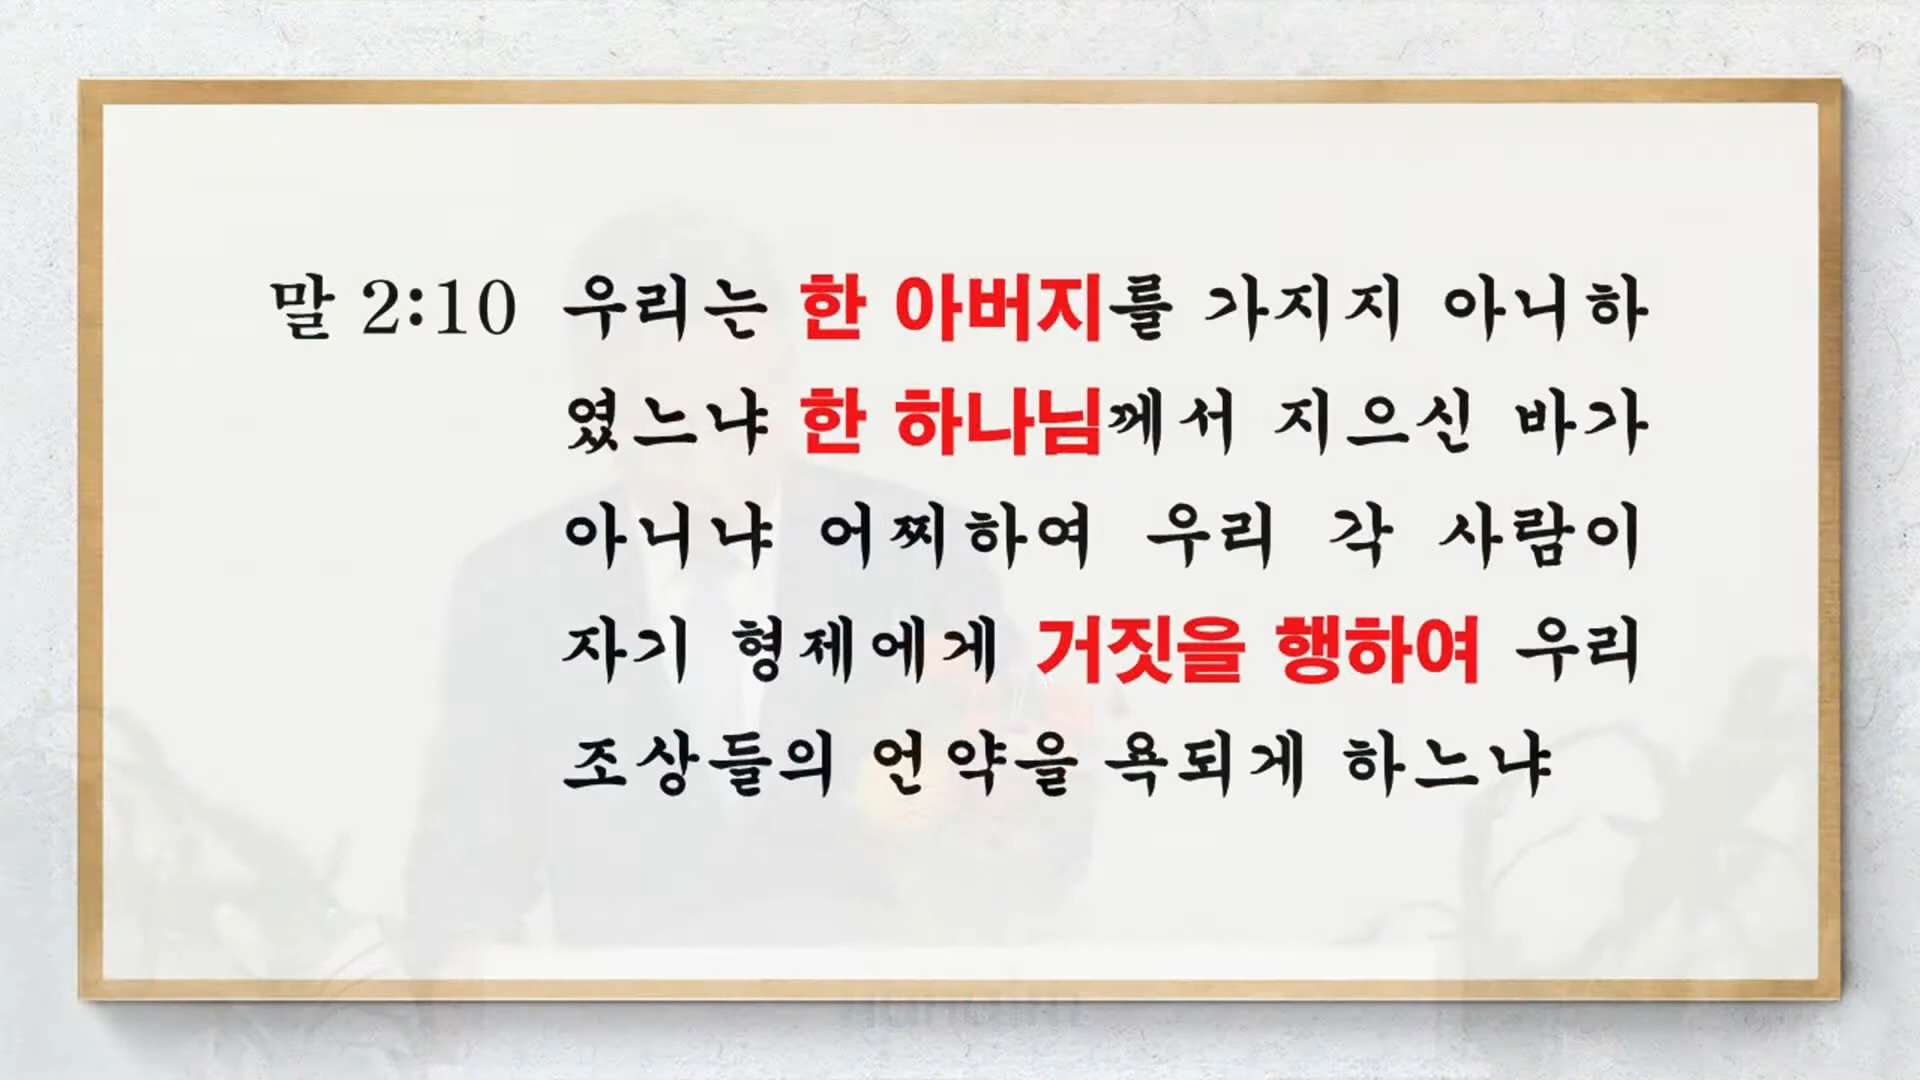 말 2:10 우리는 한 아버지를 가지지 아니하
였느냐 한 하나님께서 지으신 바가
아니냐 어찌하여 우리 각 사람이
자기 형제에게 거짓을 행하여 우리
조상들의 언약을 욕되게 하느냐